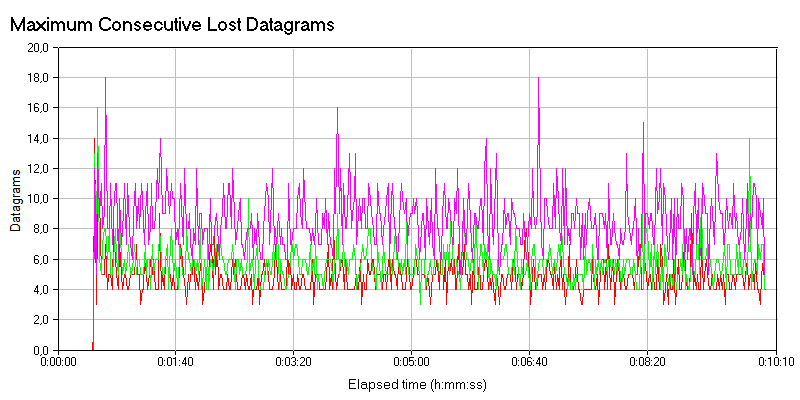 Maximum Consecutive Lost Datagrams
20,0
18,0
16,0
14,0
12,0
10,0
8,0
6,0
4,0
2,0
0,0
Datagrams
0:00:00 0:01:40 0:03:20 0:05:00 0:06:40 0:08:20 0:10:10
Elapsed time (h:mm:ss)